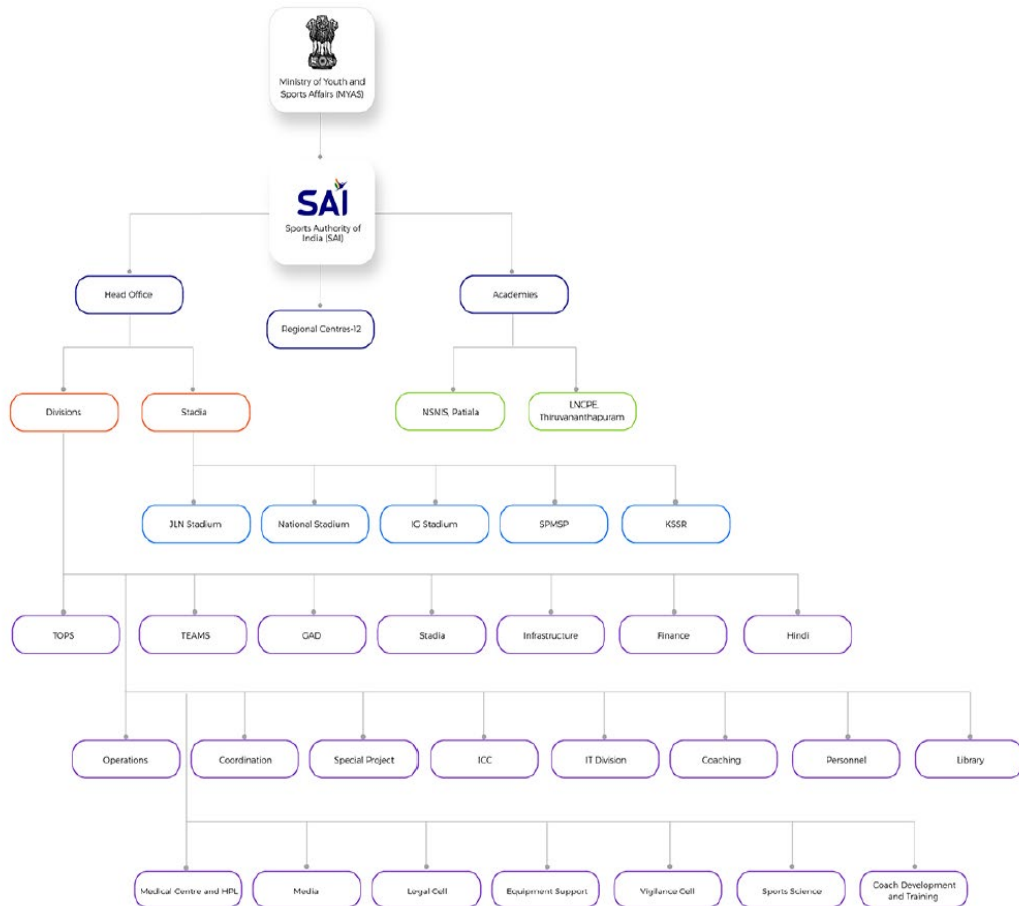 Ministry of Youth and
Sports Affairs (MYAS)
SAI
Sports Authority of
India (SAI)
Head Office
Academies
Regional Centres-12
Divisions
Stadia
NSNIS, Patiala
LNCPE,
Thiruvananthapuram
JLN Stadium
National Stadium
IG Stadium
SPMSP
KSSR
TOPS
TEAMS
GAD
Stadia
Infrastructure
Finance
Hindi
Operations
Coordination
Special Project
ICC
IT Division
Coaching
Personnel
Library
Medical Centre and HPL
Media
Legal Cell
Equipment Support
Vigilance Cell
Sports Science
Coach Development
and Training